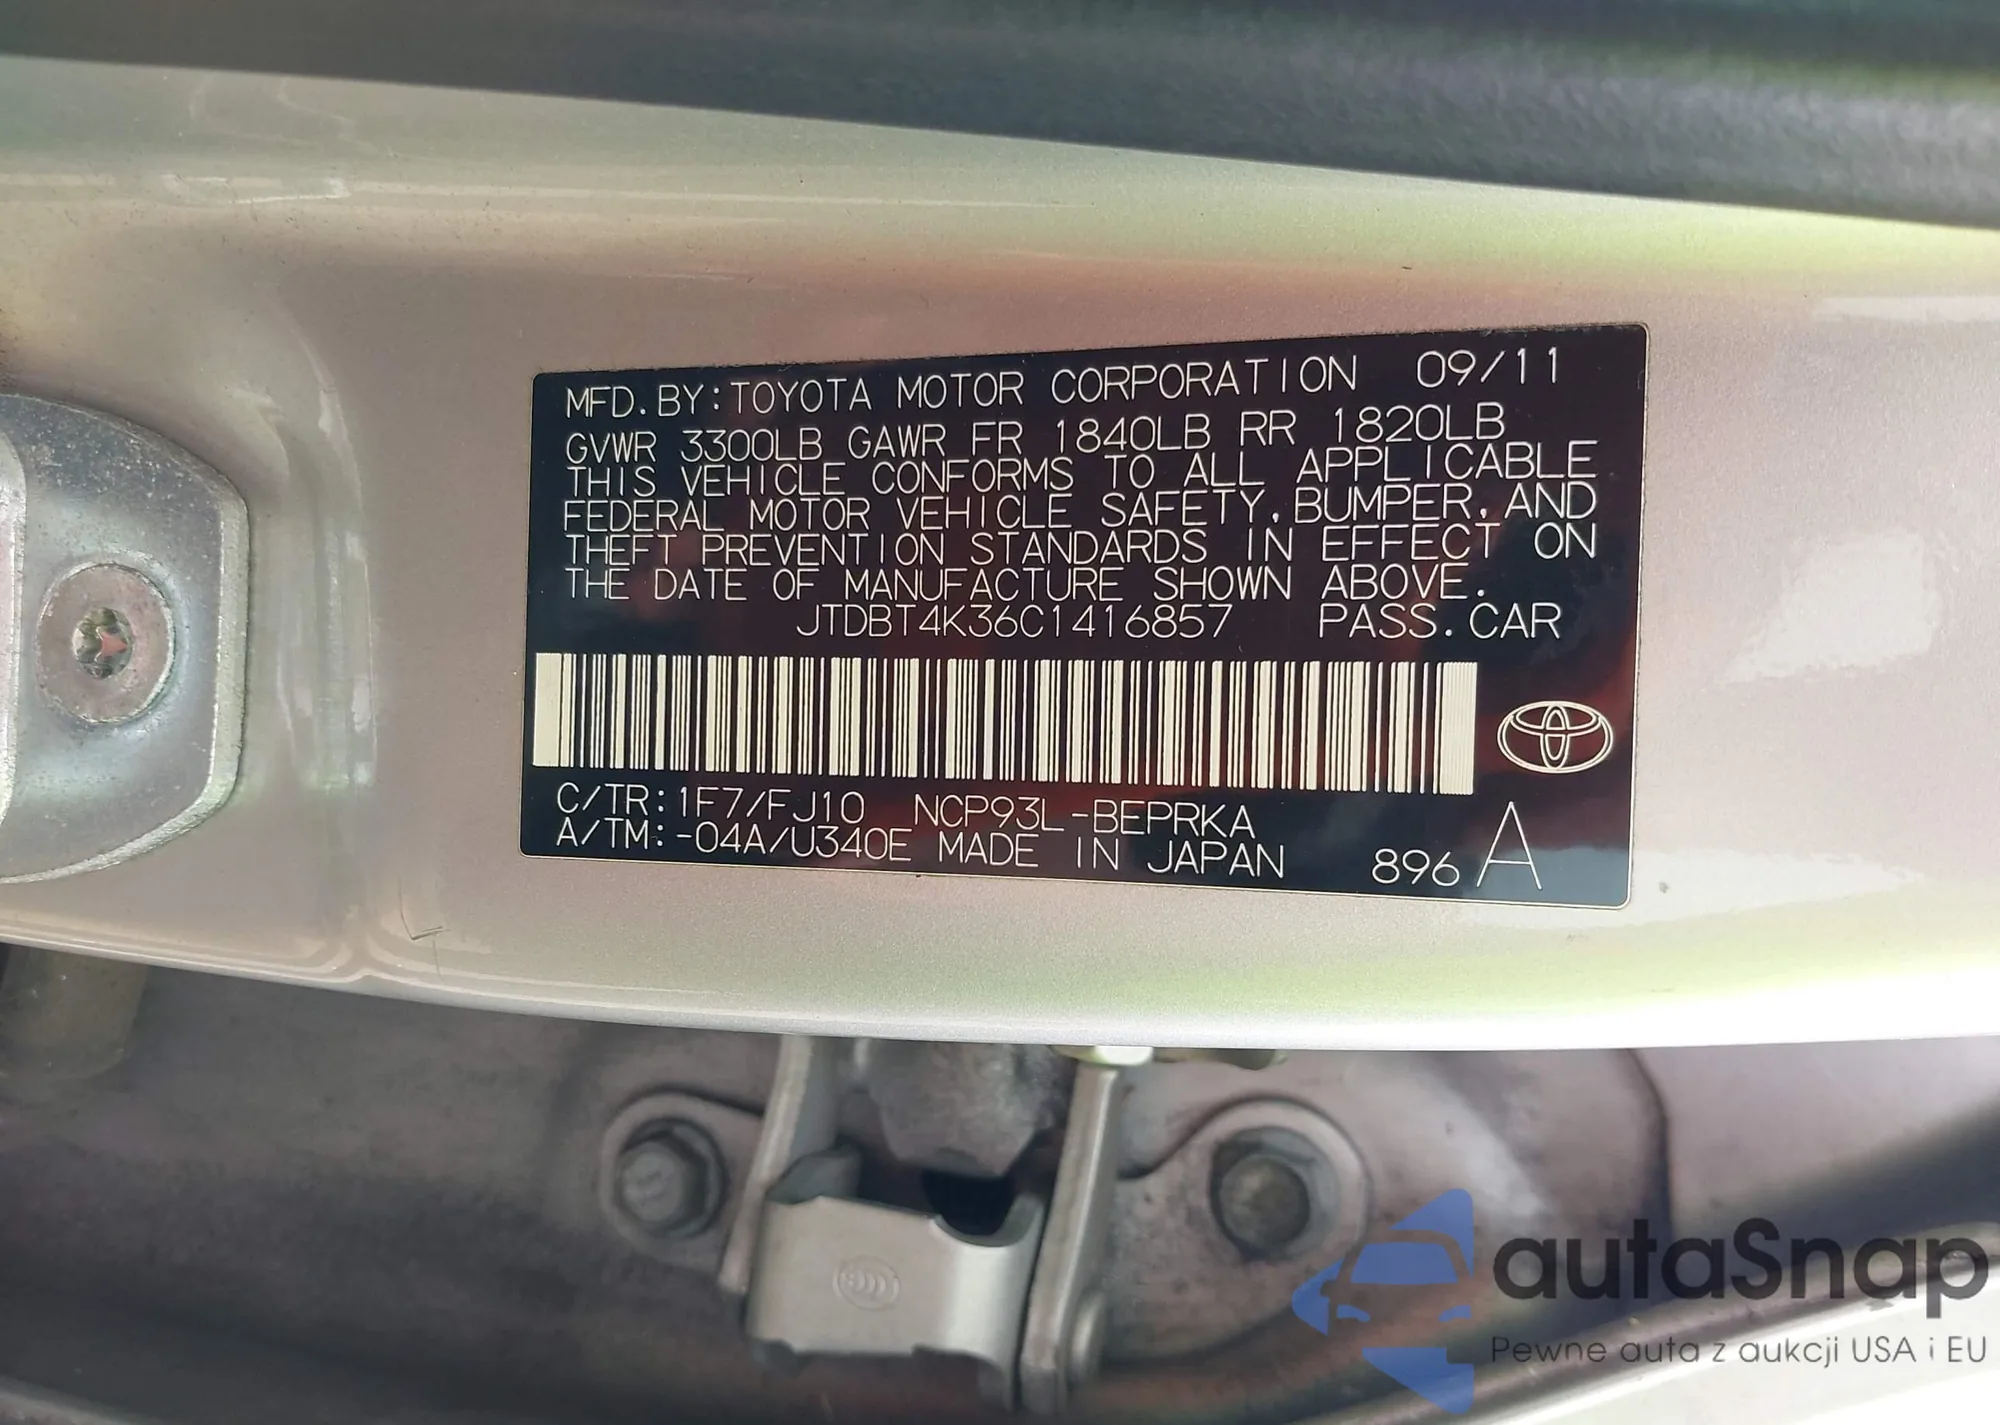 MFD. BY: TOYOTA MOTOR CORPORATION 09/11
GVWR 3300LB GAWR FR 1840LB RR 1820LB
THIS VEHICLE CONFORMS TO ALL APPLICABLE
FEDERAL MOTOR VEHICLE SAFETY, BUMPER, AND
THEFT PREVENTION STANDARDS IN EFFECT ON
THE DATE OF MANUFACTURE SHOWN ABOVE.
JTDBT4K36C1416857 PASS. CAR
C/TR: 1F7/FJ10 NCP93L-BEPRKA
A/TM: -04A/U340E MADE IN JAPAN 896 A
autaSnap
Pewne auta z aukcji USA i EU